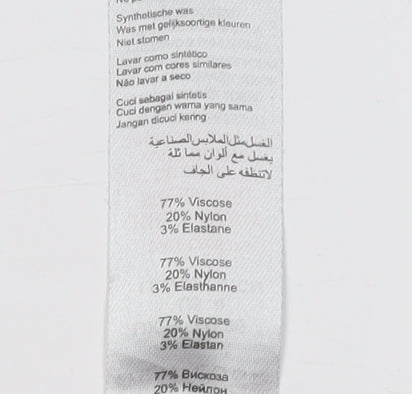 Synthetische was
Was met gelijksoortige kleuren
Niet stomen
Lavar como sintético
Lavar com cores similares
Não lavar a seco
Cuci sebagai sintetis
Cuci dengan warna yang sama
Jangan dicuci kering
الغسل مثل الملابس الصناعية
يغسل مع ألوان مماثلة
لاتنظفه على الجاف
77% Viscose
20% Nylon
3% Elastane
77% Viscose
20% Nylon
3% Elasthanne
77% Viscose
20% Nylon
3% Elastan
77% Вискоза
20% Нейлон